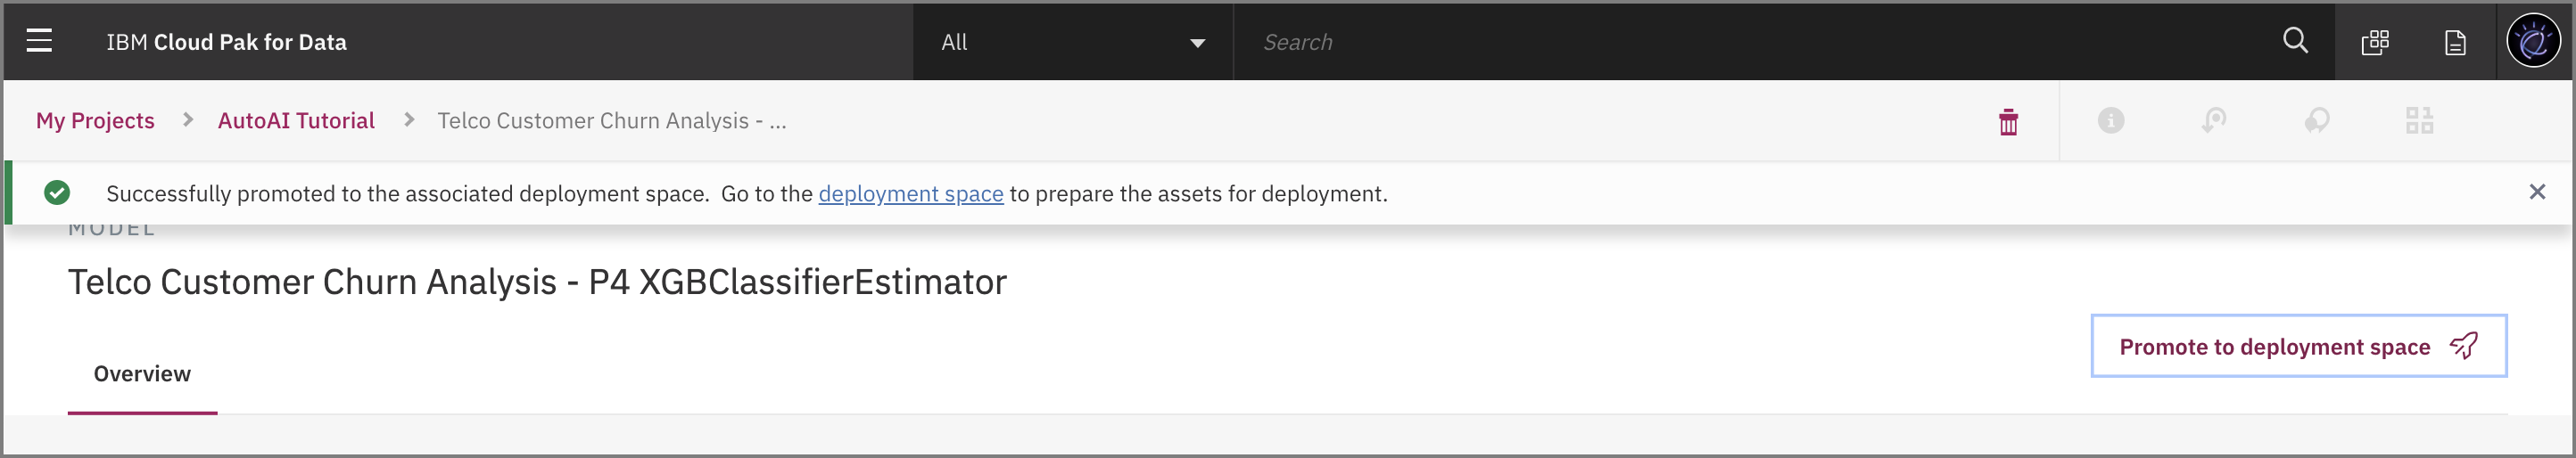 IBM Cloud Pak for Data
All
Search
My Projects > AutoAI Tutorial > Telco Customer Churn Analysis - ...
Successfully promoted to the associated deployment space. Go to the deployment space to prepare the assets for deployment.
MODEL
Telco Customer Churn Analysis - P4 XGBClassifierEstimator
Promote to deployment space
Overview